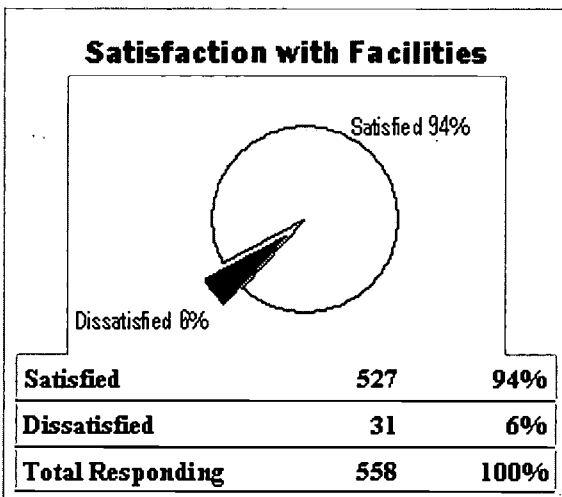 Satisfaction with Facilities
Satisfied 94%
Dissatisfied 6%
Satisfied 527 94%
Dissatisfied 31 6%
Total Responding 558 100%